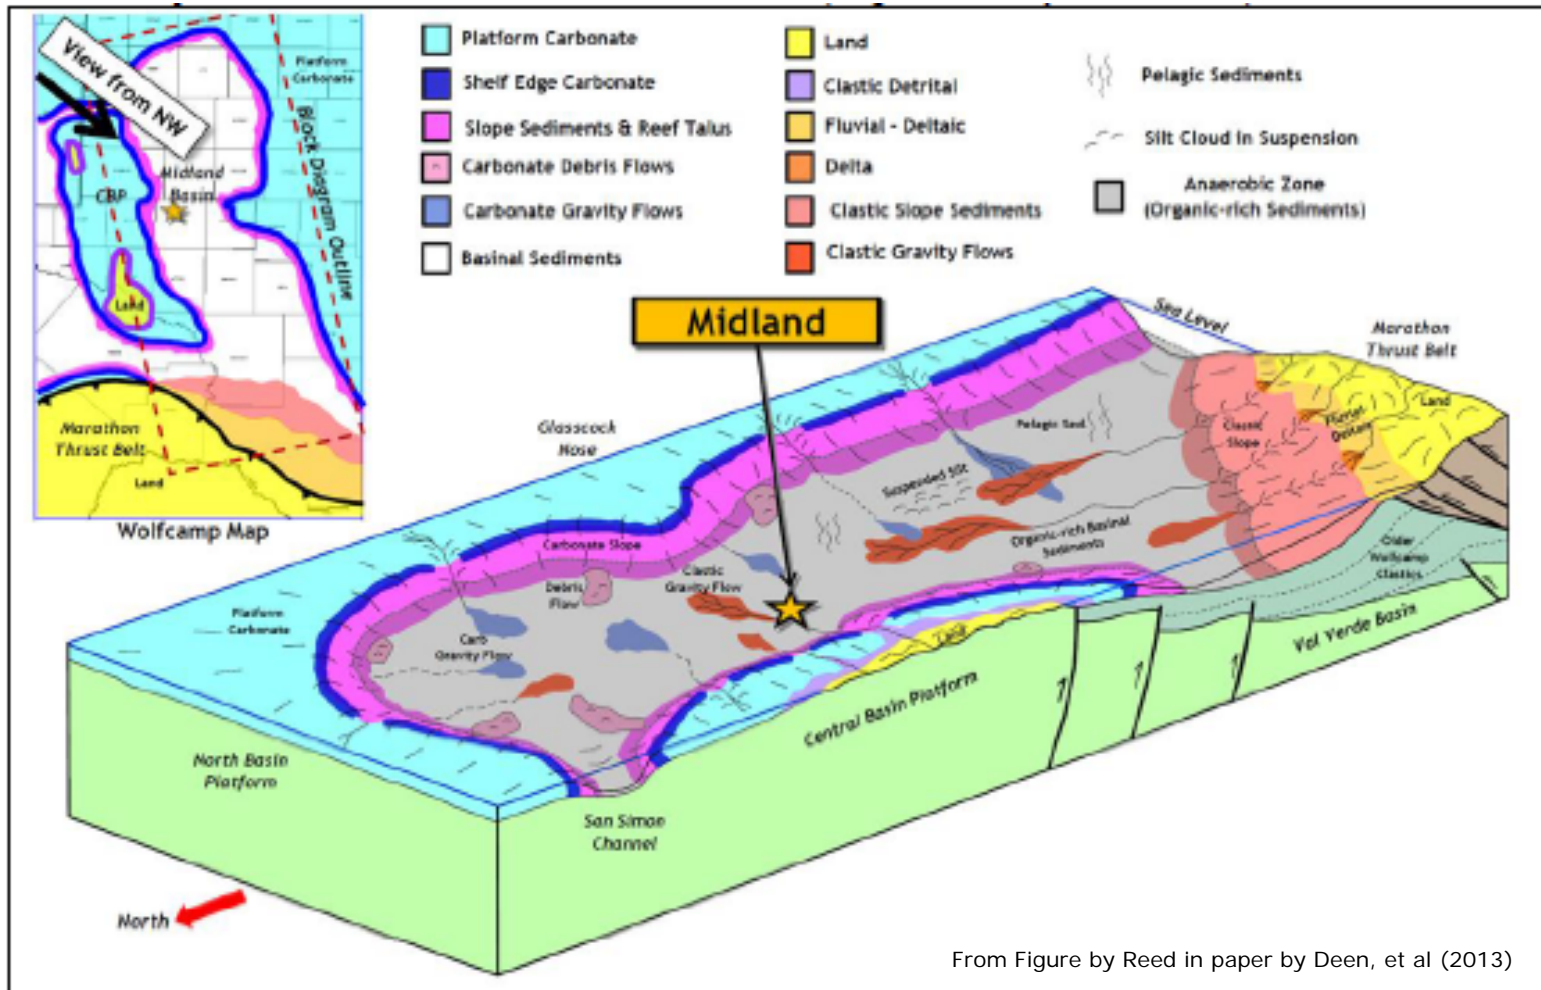 View from NW
Platform
Carbonate
Block Diagram Outline
Midland
Basin
CBP
Land
Marathon
Thrust Belt
Land
Wolfcamp Map
Platform Carbonate
Shelf Edge Carbonate
Slope Sediments & Reef Talus
Carbonate Debris Flows
Carbonate Gravity Flows
Basinal Sediments
Land
Clastic Detrital
Fluvial - Deltaic
Delta
Clastic Slope Sediments
Clastic Gravity Flows
Pelagic Sediments
Silt Cloud in Suspension
Anaerobic Zone
(Organic-rich Sediments)
Midland
Sea Level
Marathon
Thrust Belt
Glasscock
Nose
Pelagic Sed.
Clastic
Slope
Fluvial
Deltaic
Land
Suspended Silt
Organic-rich Basinal
Sediments
Carbonate Slope
Debris
Flow
Clastic
Gravity Flow
Older
Wolfcamp
Clastics
Platform
Carbonate
Carb
Gravity Flow
Land
Val Verde Basin
Central Basin Platform
North Basin
Platform
San Simon
Channel
North
From Figure by Reed in paper by Deen, et al (2013)